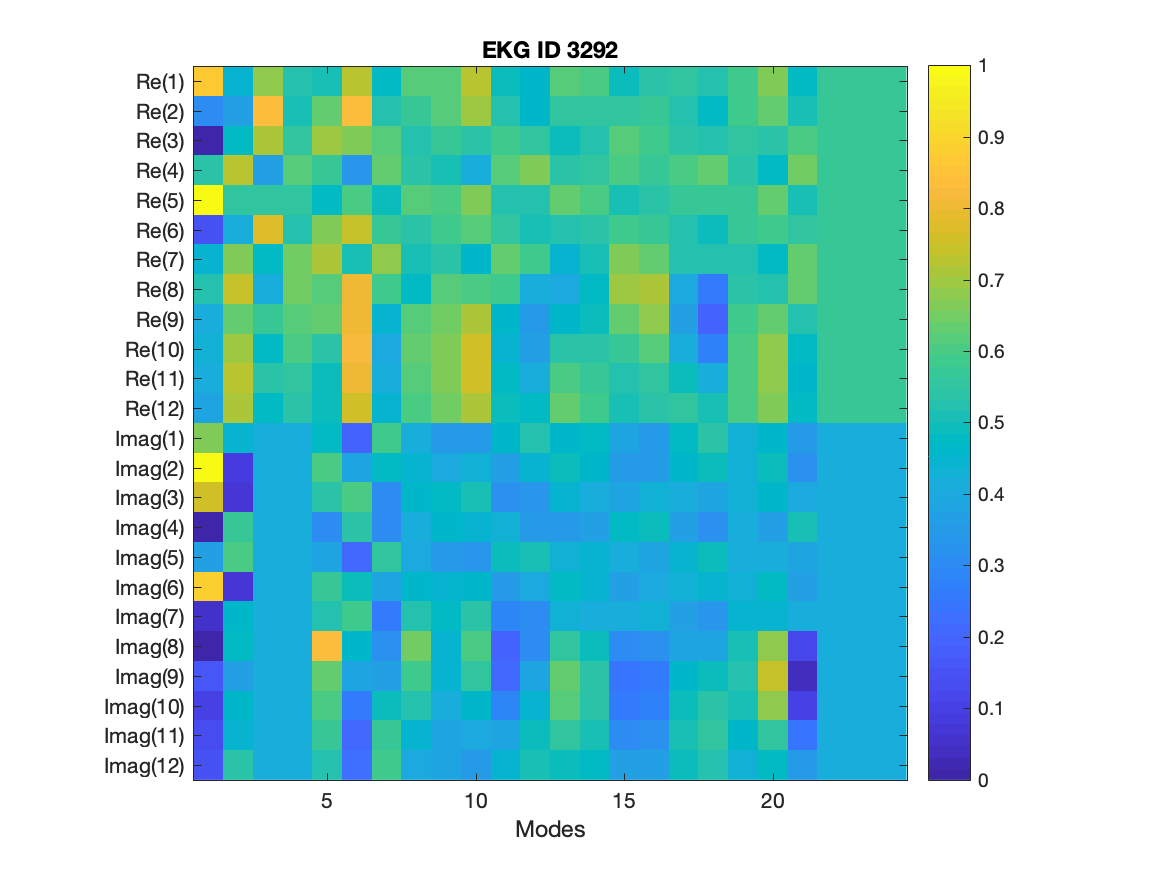 EKG ID 3292
Re(1)
Re(2)
Re(3)
Re(4)
Re(5)
Re(6)
Re(7)
Re(8)
Re(9)
Re(10)
Re(11)
Re(12)
Imag(1)
Imag(2)
Imag(3)
Imag(4)
Imag(5)
Imag(6)
Imag(7)
Imag(8)
Imag(9)
Imag(10)
Imag(11)
Imag(12)
5 10 15 20
Modes
1
0.9
0.8
0.7
0.6
0.5
0.4
0.3
0.2
0.1
0